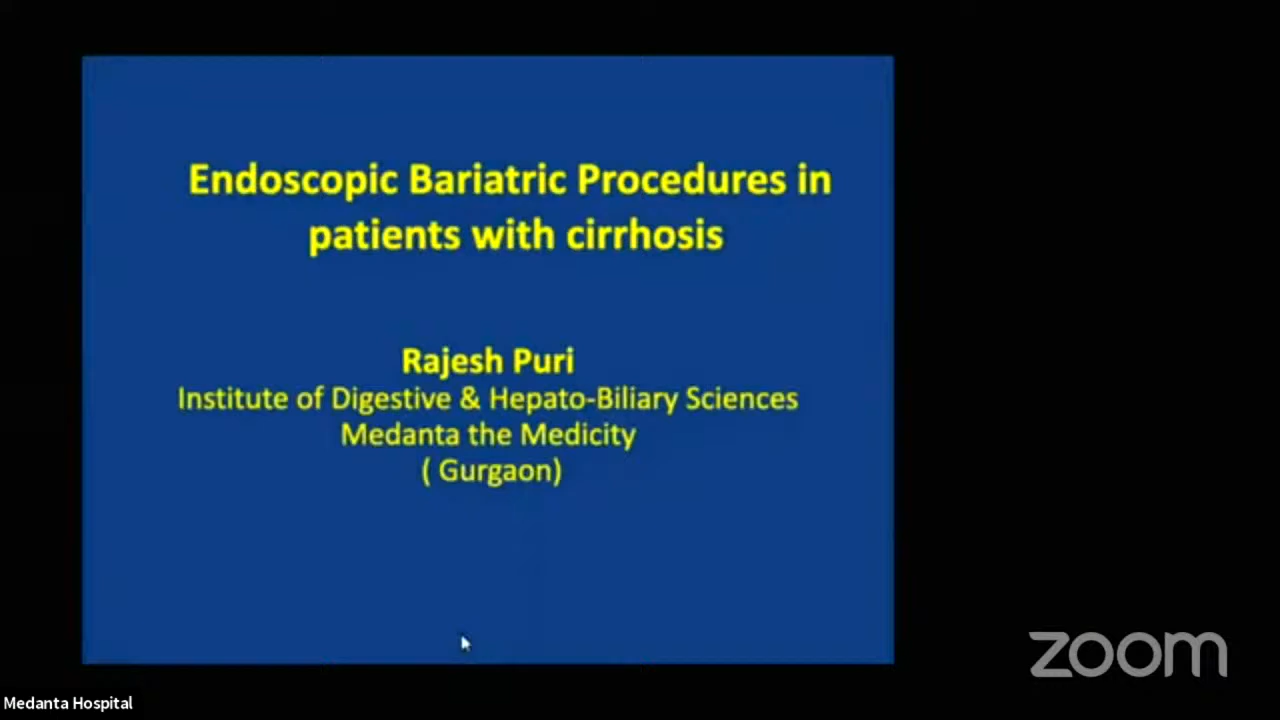 Endoscopic Bariatric Procedures in
patients with cirrhosis
Rajesh Puri
Institute of Digestive & Hepato-Biliary Sciences
Medanta the Medicity
( Gurgaon)
zoom
Medanta Hospital